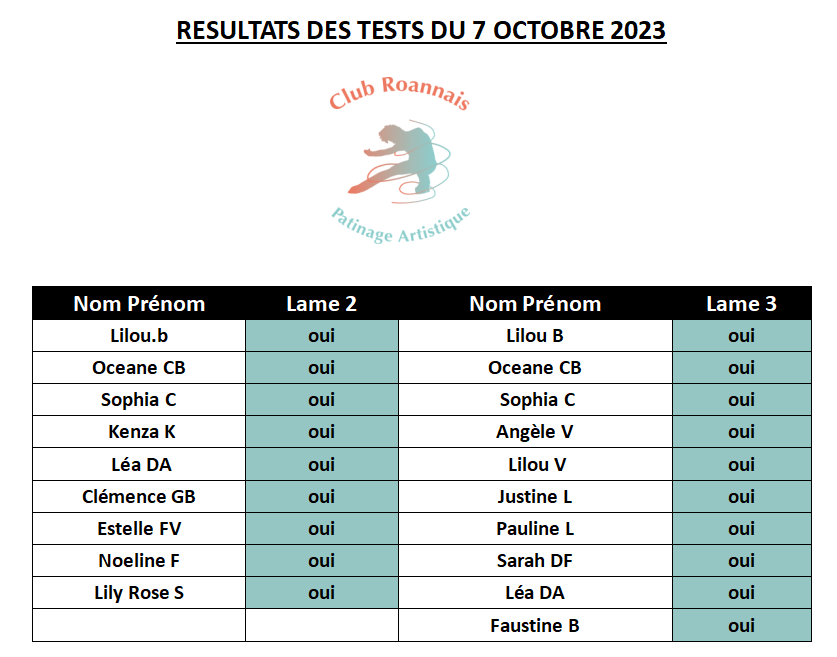 RESULTATS DES TESTS DU 7 OCTOBRE 2023
Club Roannais
Patinage Artistique
Nom Prénom Lame 2 Nom Prénom Lame 3
Lilou.b oui Lilou B oui
Oceane CB oui Oceane CB oui
Sophia C oui Sophia C oui
Kenza K oui Angèle V oui
Léa DA oui Lilou V oui
Clémence GB oui Justine L oui
Estelle FV oui Pauline L oui
Noeline F oui Sarah DF oui
Lily Rose S oui Léa DA oui
Faustine B oui